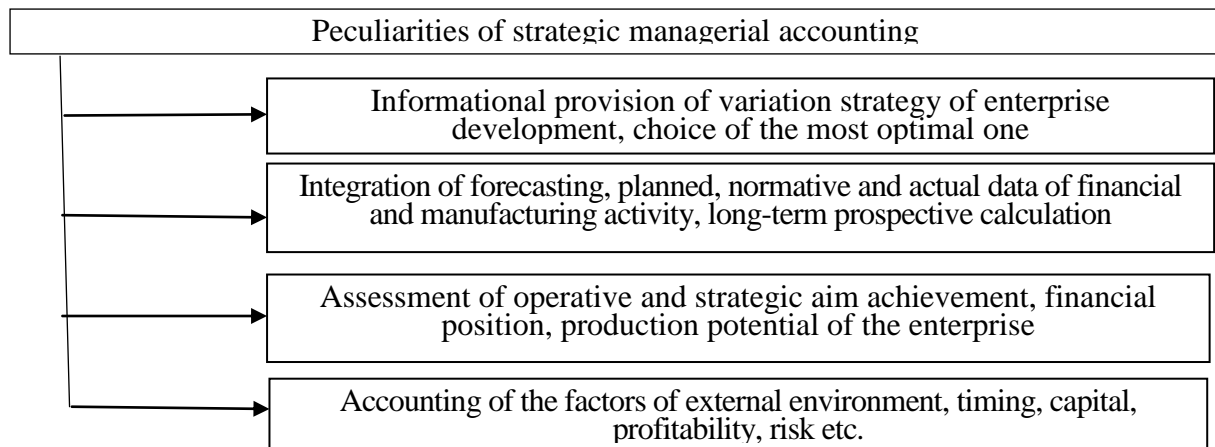 Peculiarities of strategic managerial accounting
Informational provision of variation strategy of enterprise
development, choice of the most optimal one
Integration of forecasting, planned, normative and actual data of financial
and manufacturing activity, long-term prospective calculation
Assessment of operative and strategic aim achievement, financial
position, production potential of the enterprise
Accounting of the factors of external environment, timing, capital,
profitability, risk etc.